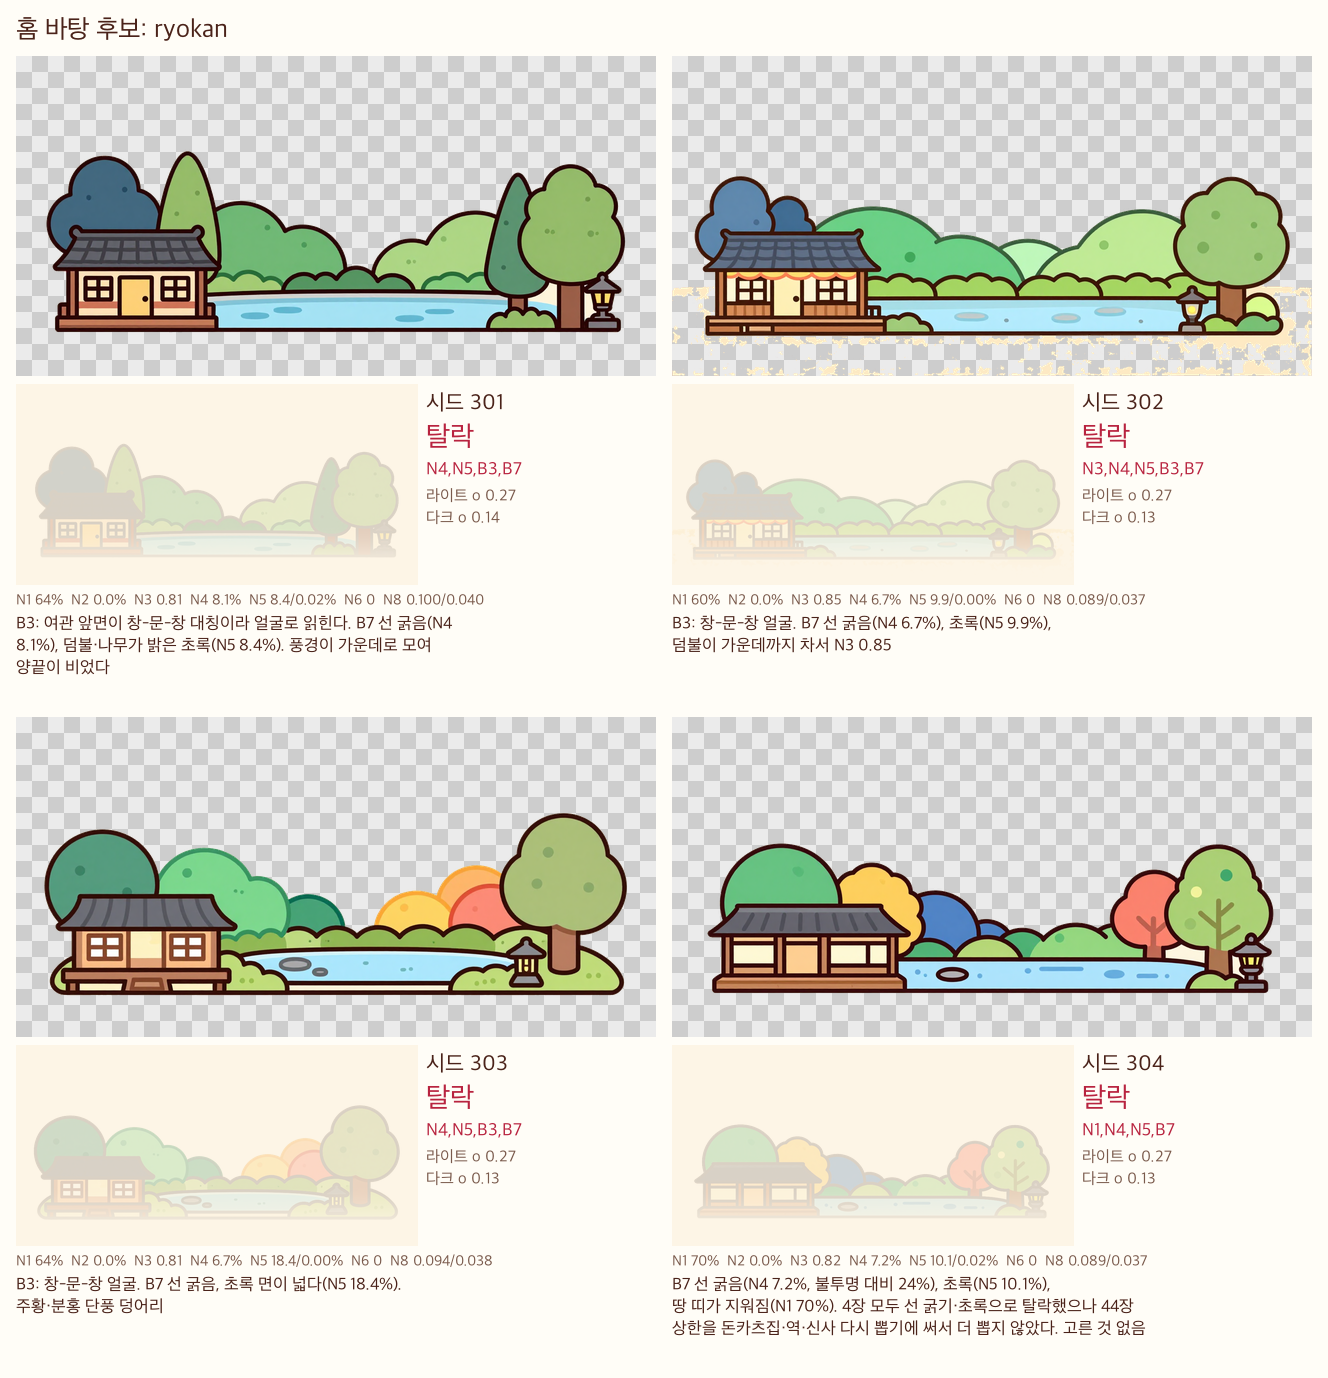 홈 바탕 후보: ryokan
시드 301
탈락
N4,N5,B3,B7
라이트 o 0.27
다크 o 0.14
N1 64% N2 0.0% N3 0.81 N4 8.1% N5 8.4/0.02% N6 0 N8 0.100/0.040
B3: 여관 앞면이 창-문-창 대칭이라 얼굴로 읽힌다. B7 선 굵음(N4
8.1%), 덤불·나무가 밝은 초록(N5 8.4%). 풍경이 가운데로 모여
양끝이 비었다
시드 302
탈락
N3,N4,N5,B3,B7
라이트 o 0.27
다크 o 0.13
N1 60% N2 0.0% N3 0.85 N4 6.7% N5 9.9/0.00% N6 0 N8 0.089/0.037
B3: 창-문-창 얼굴. B7 선 굵음(N4 6.7%), 초록(N5 9.9%),
덤불이 가운데까지 차서 N3 0.85
시드 303
탈락
N4,N5,B3,B7
라이트 o 0.27
다크 o 0.13
N1 64% N2 0.0% N3 0.81 N4 6.7% N5 18.4/0.00% N6 0 N8 0.094/0.038
B3: 창-문-창 얼굴. B7 선 굵음, 초록 면이 넓다(N5 18.4%).
주황·분홍 단풍 덩어리
시드 304
탈락
N1,N4,N5,B7
라이트 o 0.27
다크 o 0.13
N1 70% N2 0.0% N3 0.82 N4 7.2% N5 10.1/0.02% N6 0 N8 0.089/0.037
B7 선 굵음(N4 7.2%, 불투명 대비 24%), 초록(N5 10.1%),
땅 띠가 지워짐(N1 70%). 4장 모두 선 굵기·초록으로 탈락했으나 44장
상한을 돈카츠집·역·신사 다시 뽑기에 써서 더 뽑지 않았다. 고른 것 없음